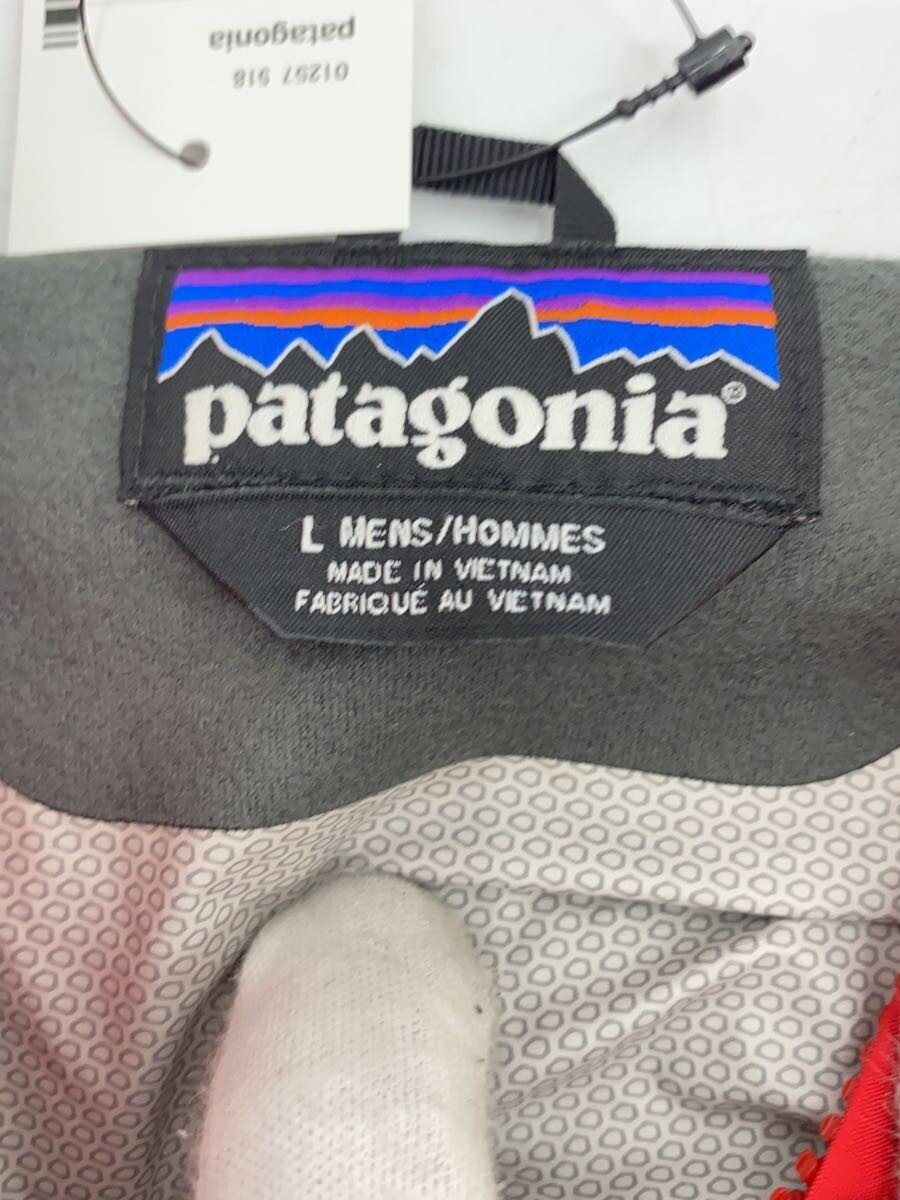 patagonia
01257 518
patagonia®
L MENS/HOMMES
MADE IN VIETNAM
FABRIQUÉ AU VIETNAM